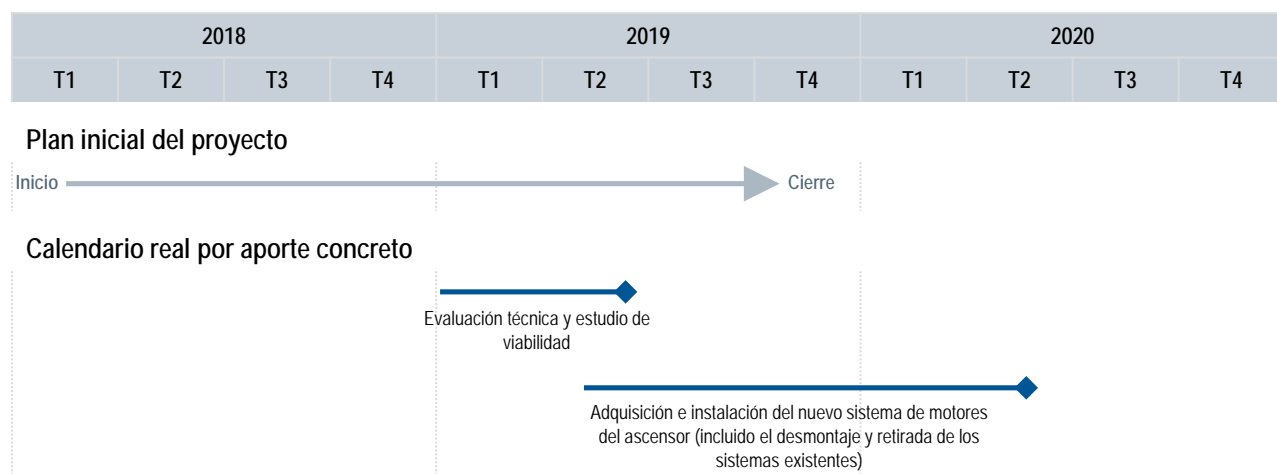 2018 2019 2020
T1 T2 T3 T4 T1 T2 T3 T4 T1 T2 T3 T4
Plan inicial del proyecto
Inicio Cierre
Calendario real por aporte concreto
Evaluación técnica y estudio de
viabilidad
Adquisición e instalación del nuevo sistema de motores
del ascensor (incluido el desmontaje y retirada de los
sistemas existentes)